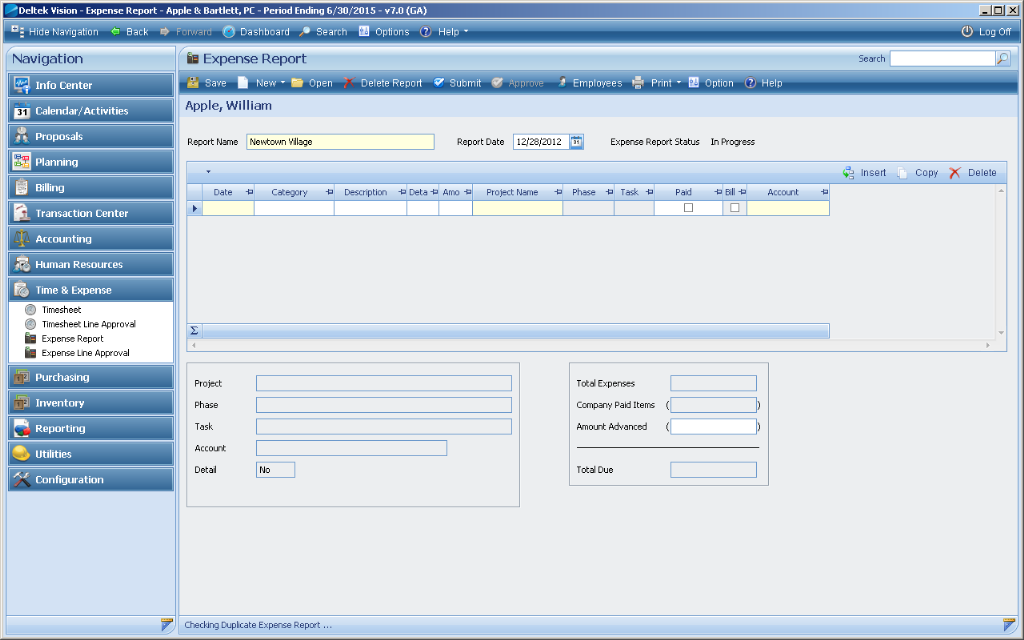 Deltek Vision - Expense Report - Apple & Bartlett, PC - Period Ending 6/30/2015 - v7.0 (GA)
Hide Navigation Back Forward Dashboard Search Options Help Log Off
Navigation
Expense Report
Search
Info Center
31 Calendar/Activities
Proposals
Planning
Billing
Transaction Center
Accounting
Human Resources
Time & Expense
Timesheet
Timesheet Line Approval
Expense Report
Expense Line Approval
Purchasing
Inventory
Reporting
Utilities
Configuration
Save New Open Delete Report Submit Approve Employees Print Option Help
Apple, William
Report Name Newtown Village Report Date 12/28/2012 Expense Report Status In Progress
Insert Copy Delete
Date Category Description Deta Amo Project Name Phase Task Paid Bill Account
Σ
Project
Phase
Task
Account
Detail No
Total Expenses
Company Paid Items ( )
Amount Advanced ( )
Total Due
Checking Duplicate Expense Report ...